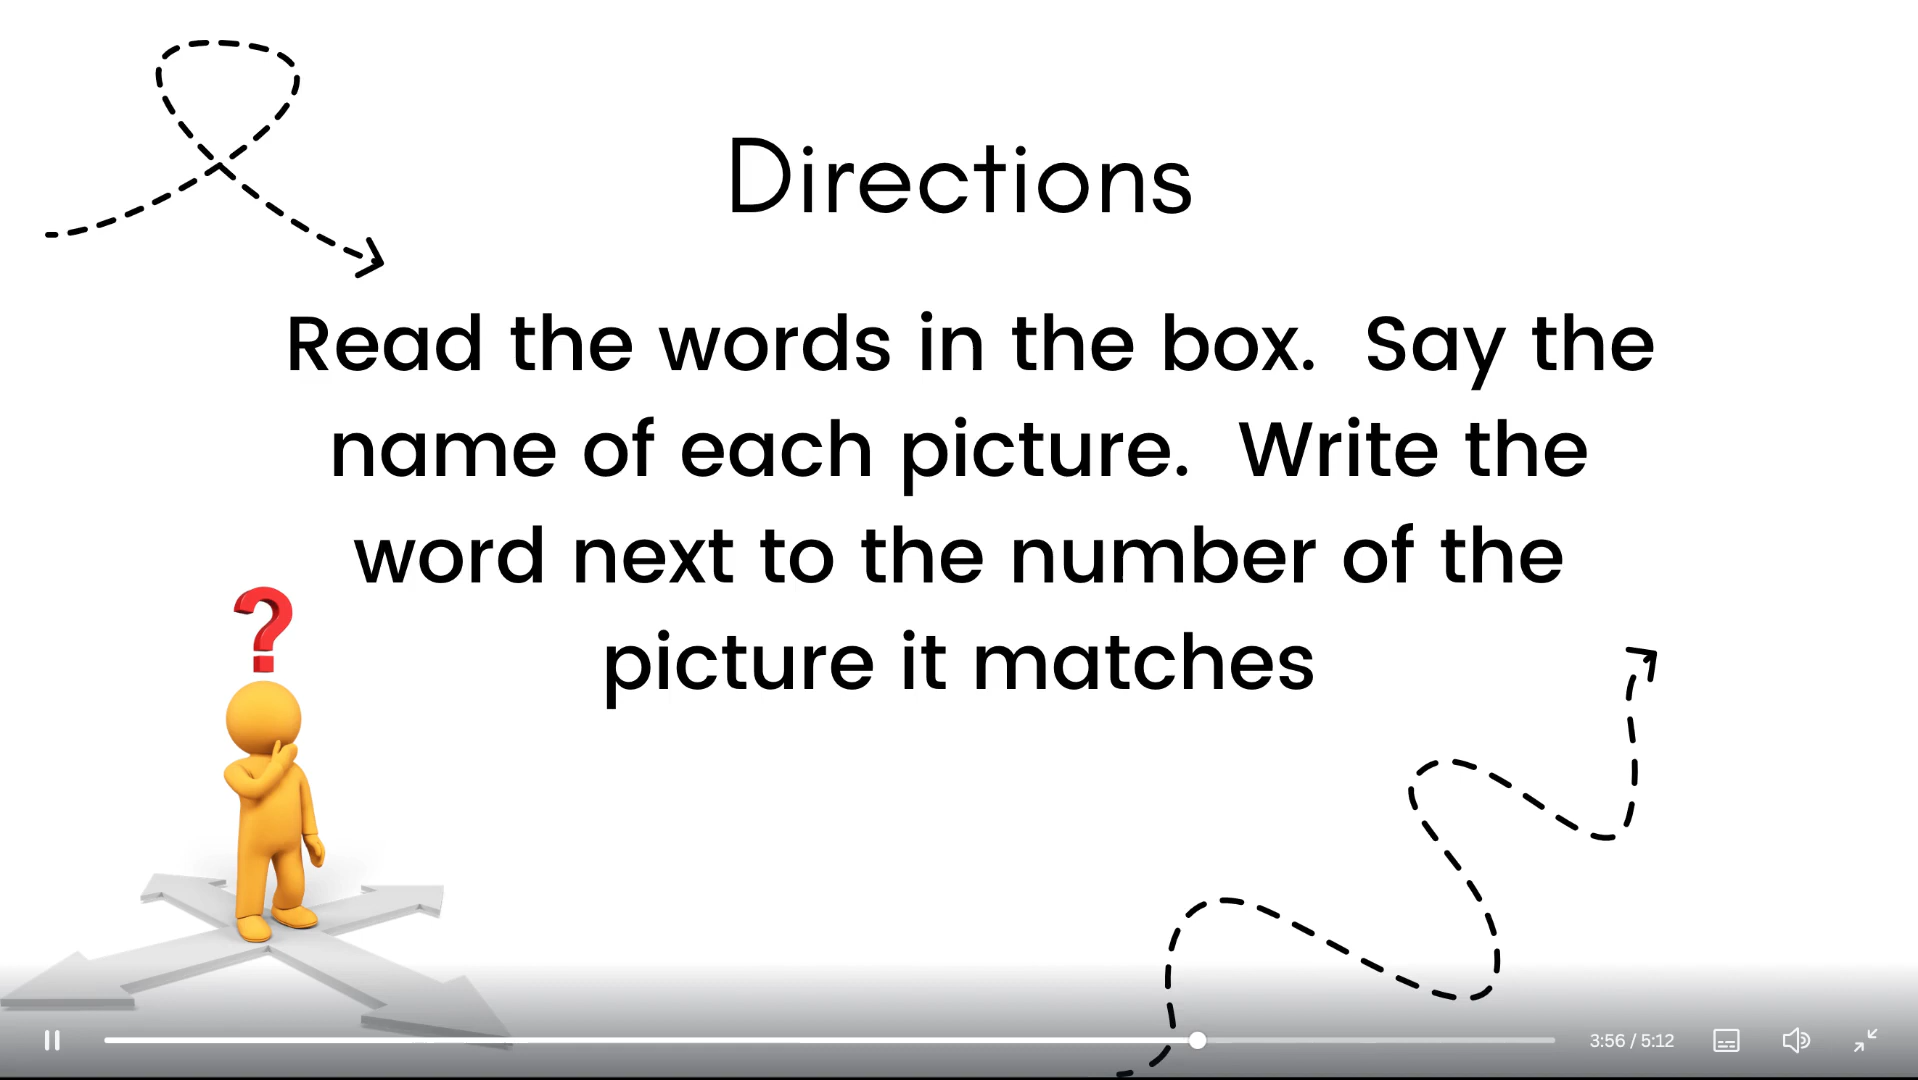 Directions
Read the words in the box.  Say the
name of each picture.  Write the
word next to the number of the
picture it matches
?
3:56 / 5:12